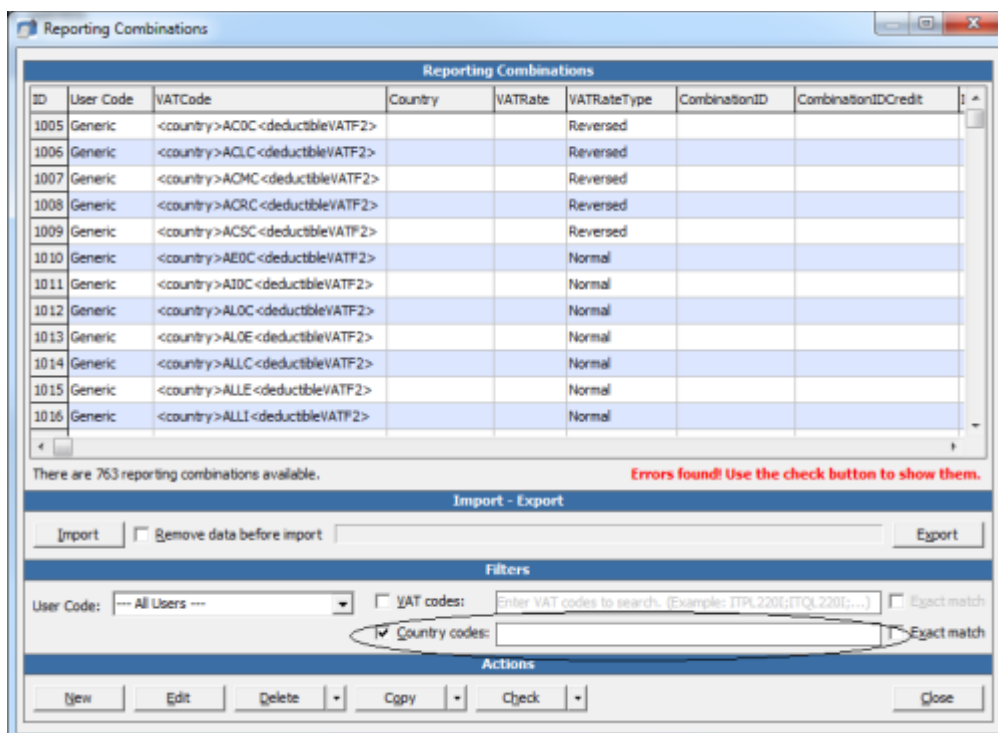 Reporting Combinations
Reporting Combinations
ID User Code VATCode Country VATRate VATRateType CombinationID CombinationIDCredit
1005 Generic <country>AC0C<deductibleVATF2> Reversed
1006 Generic <country>ACLC<deductibleVATF2> Reversed
1007 Generic <country>ACMC<deductibleVATF2> Reversed
1008 Generic <country>ACRC<deductibleVATF2> Reversed
1009 Generic <country>ACSC<deductibleVATF2> Reversed
1010 Generic <country>AE0C<deductibleVATF2> Normal
1011 Generic <country>AI0C<deductibleVATF2> Normal
1012 Generic <country>AL0C<deductibleVATF2> Normal
1013 Generic <country>AL0E<deductibleVATF2> Normal
1014 Generic <country>ALLC<deductibleVATF2> Normal
1015 Generic <country>ALLE<deductibleVATF2> Normal
1016 Generic <country>ALLI<deductibleVATF2> Normal
There are 763 reporting combinations available. Errors found! Use the check button to show them.
Import - Export
Import Remove data before import Export
Filters
User Code: --- All Users --- VAT codes: Enter VAT codes to search. (Example: ITPL220I;ITQL220I;...) Exact match
Country codes: Exact match
Actions
New Edit Delete Copy Check Close